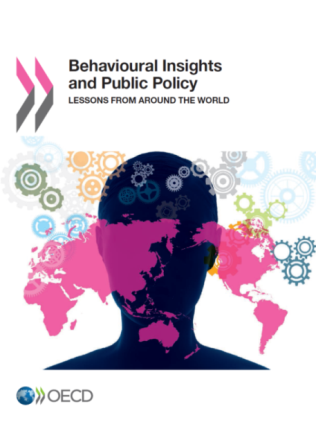 Behavioural Insights
and Public Policy
LESSONS FROM AROUND THE WORLD
OECD